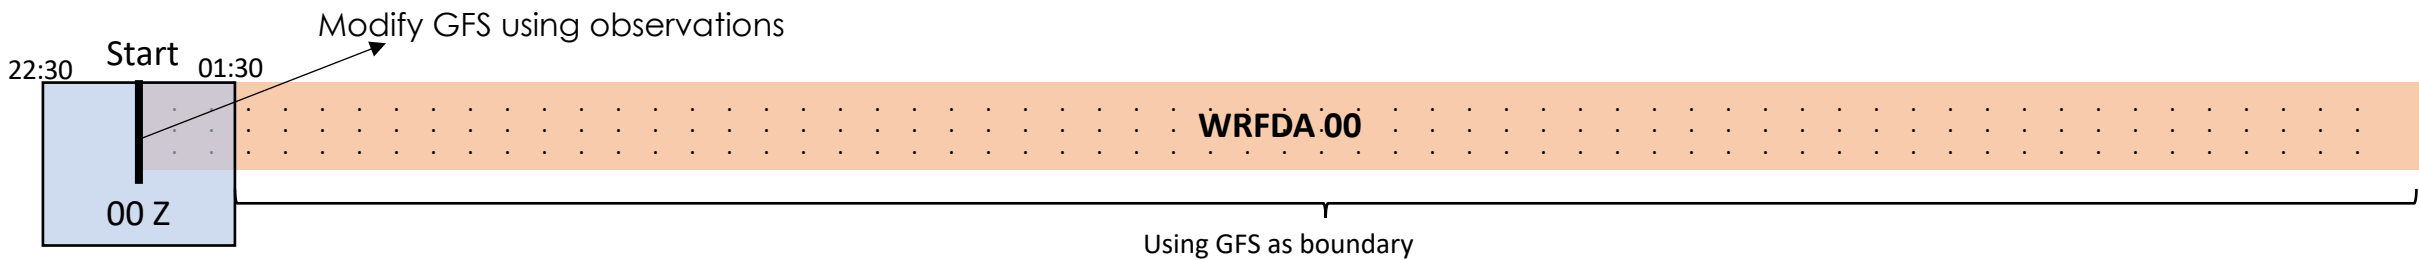 Modify GFS using observations
Start
22:30
01:30
WRFDA 00
00 Z
Using GFS as boundary